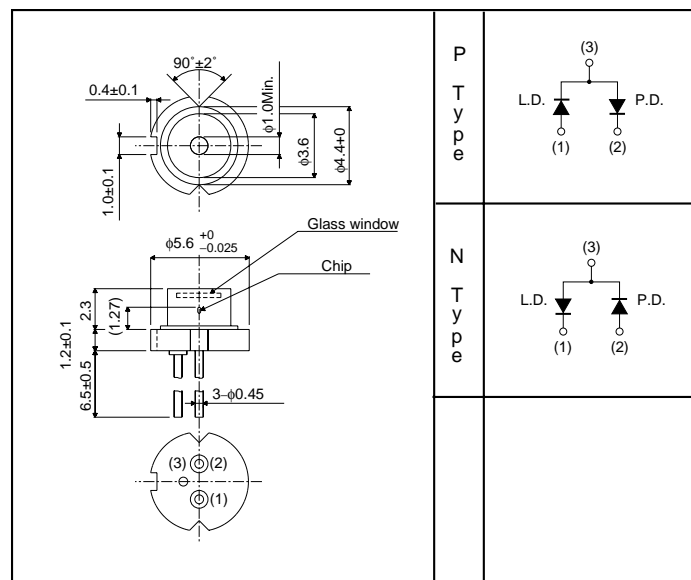 90˚±2˚
0.4±0.1
1.0±0.1
ϕ1.0Min.
ϕ3.6
ϕ4.4+0
Glass window
ϕ5.6 +0 −0.025
Chip
2.3
(1.27)
1.2±0.1
6.5±0.5
3−ϕ0.45
(3)
(2)
(1)
P Type
(3)
L.D.
P.D.
(1)
(2)
N Type
(3)
L.D.
P.D.
(1)
(2)